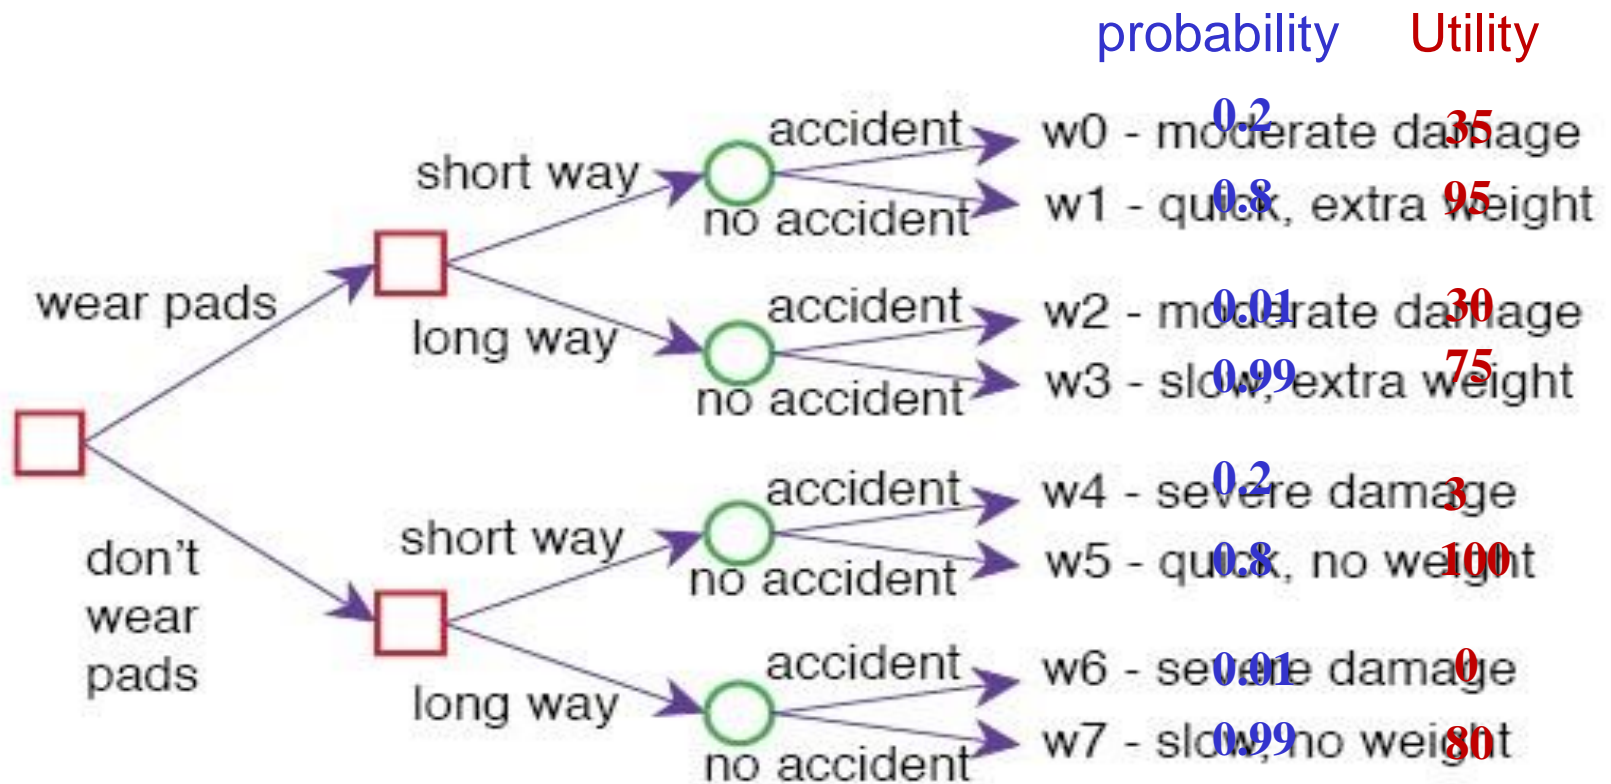 probability Utility
accident w0 - moderate damage 0.2 35
short way
no accident w1 - quick, extra weight 0.8 95
wear pads
accident w2 - moderate damage 0.01 30
long way
no accident w3 - slow, extra weight 0.99 75
accident w4 - severe damage 0.2 3
short way
no accident w5 - quick, no weight 0.8 100
don't
wear
pads
accident w6 - severe damage 0.01 0
long way
no accident w7 - slow, no weight 0.99 80